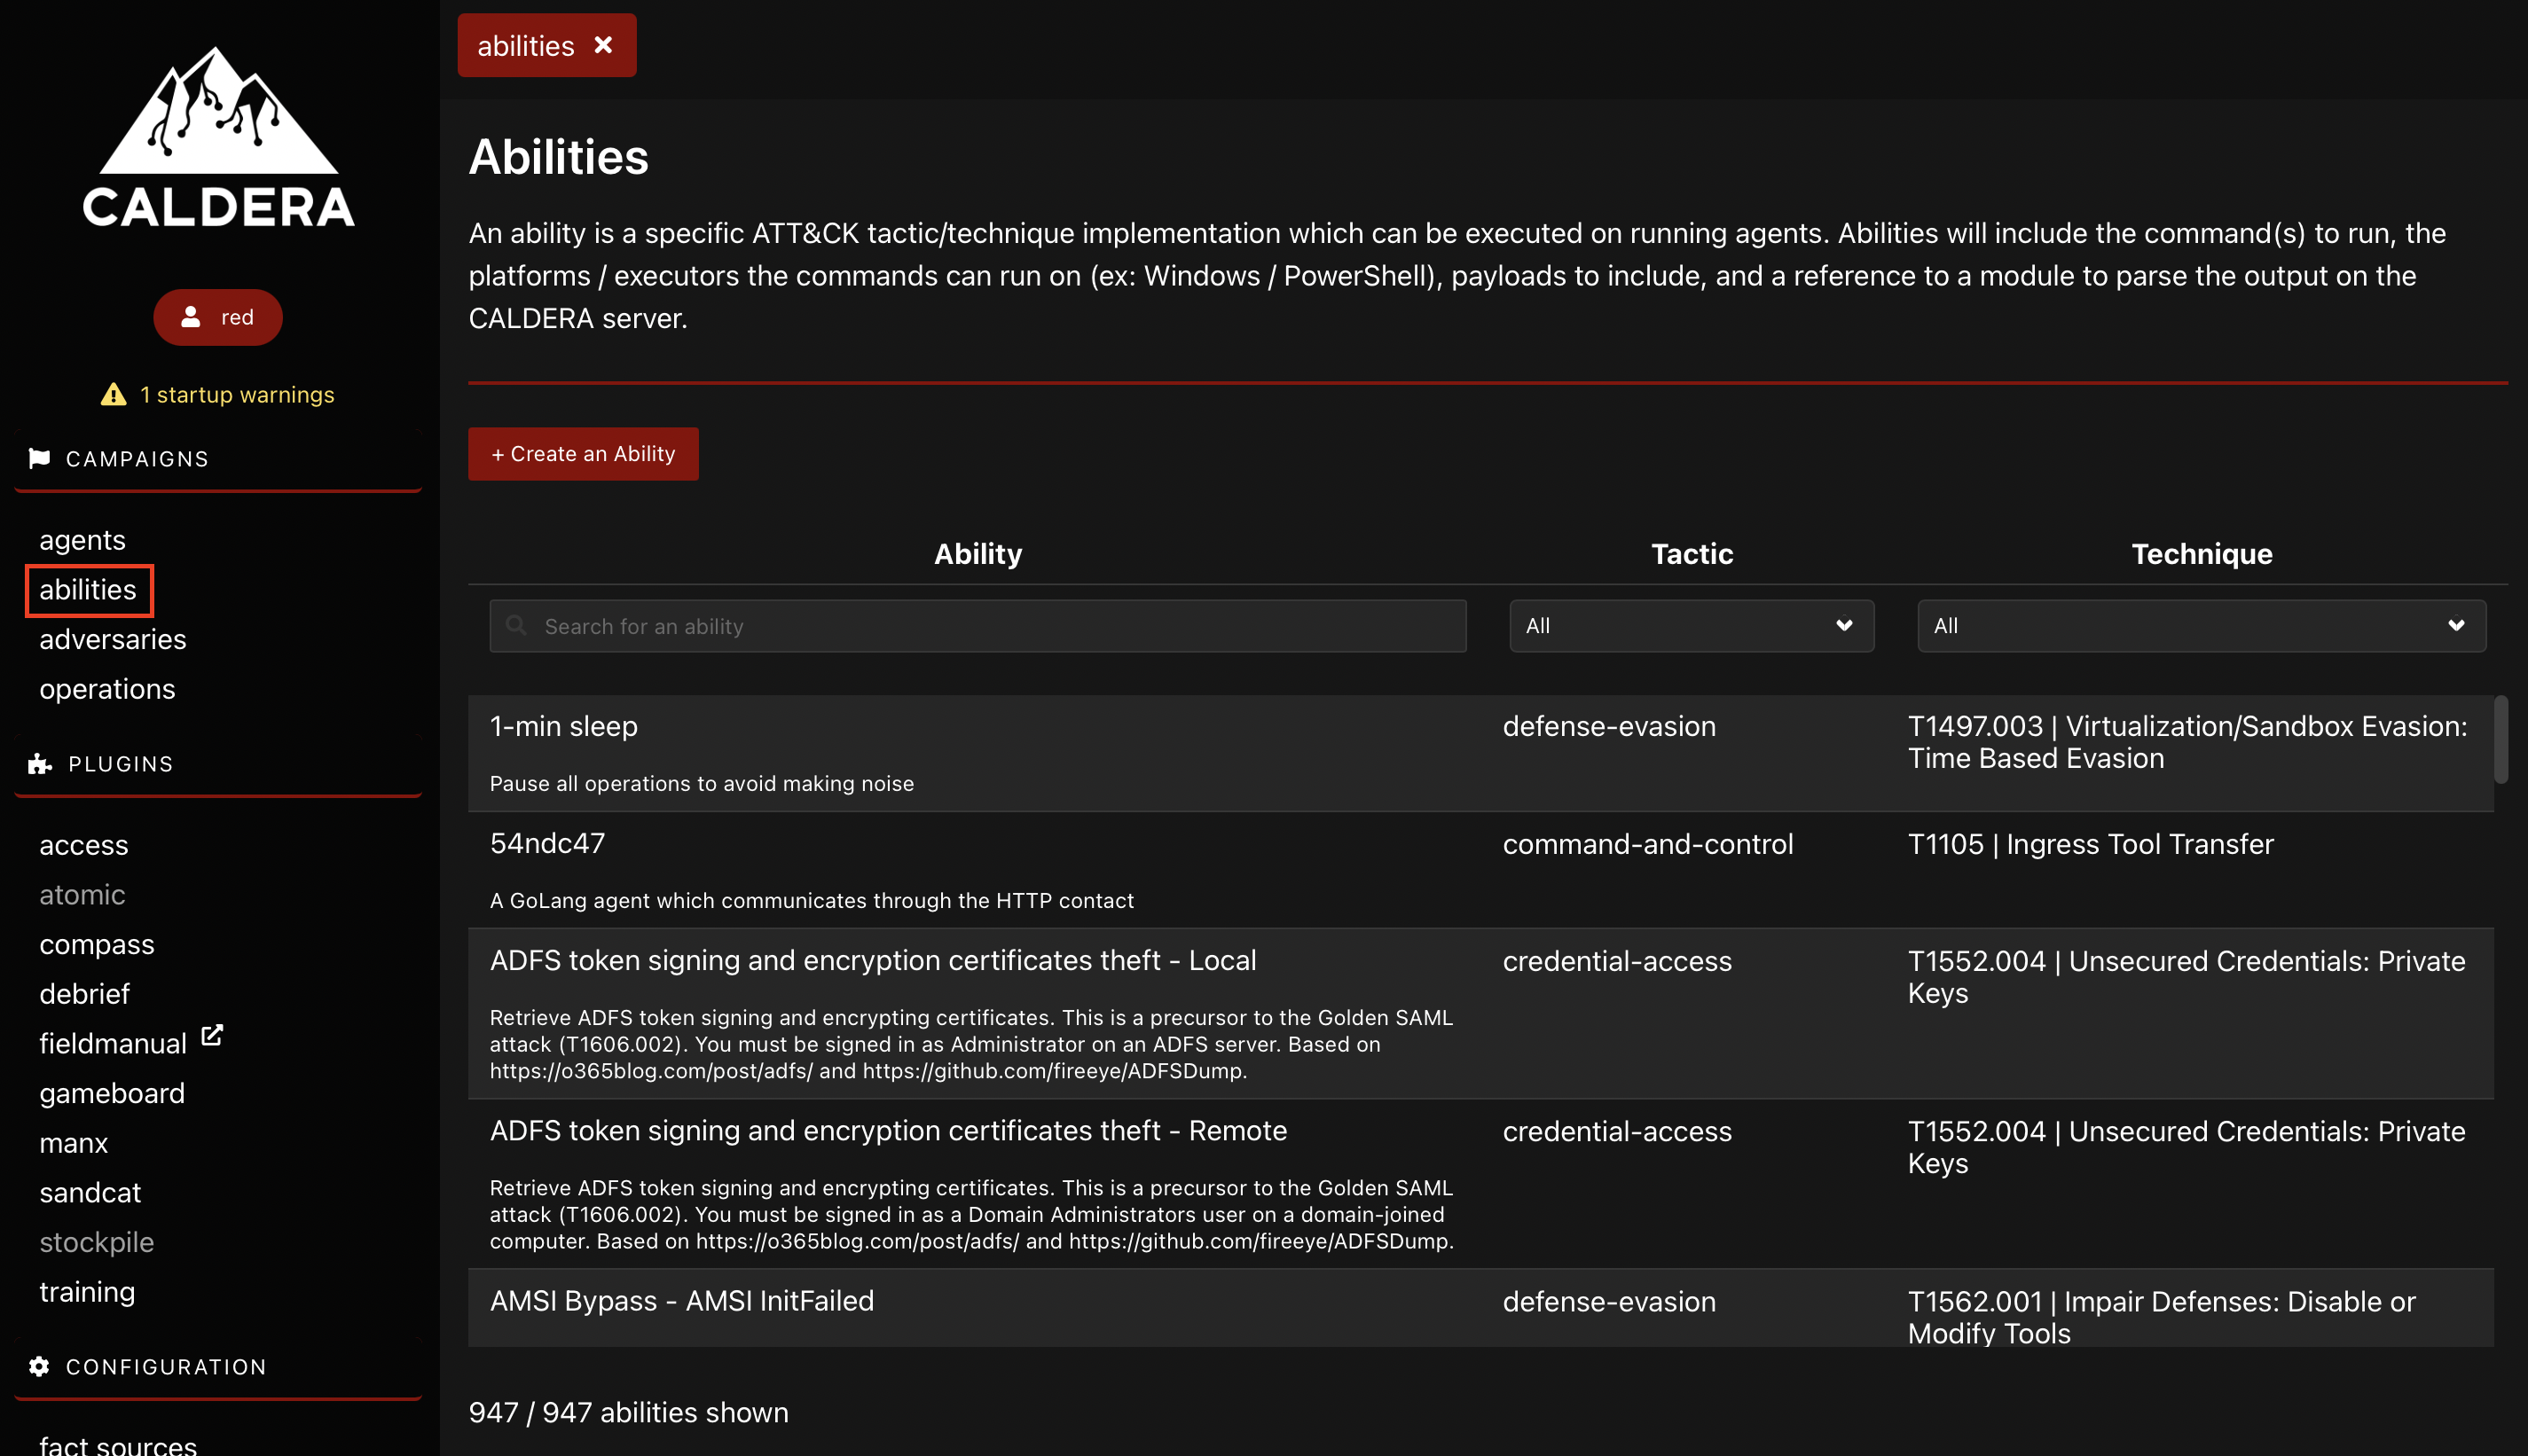 CALDERA
red
1 startup warnings
CAMPAIGNS
agents
abilities
adversaries
operations
PLUGINS
access
atomic
compass
debrief
fieldmanual
gameboard
manx
sandcat
stockpile
training
CONFIGURATION
fact sources
abilities
Abilities
An ability is a specific ATT&CK tactic/technique implementation which can be executed on running agents. Abilities will include the command(s) to run, the
platforms / executors the commands can run on (ex: Windows / PowerShell), payloads to include, and a reference to a module to parse the output on the
CALDERA server.
+ Create an Ability
Ability Tactic Technique
Search for an ability All All
1-min sleep defense-evasion T1497.003 | Virtualization/Sandbox Evasion:
Time Based Evasion
Pause all operations to avoid making noise
54ndc47 command-and-control T1105 | Ingress Tool Transfer
A GoLang agent which communicates through the HTTP contact
ADFS token signing and encryption certificates theft - Local credential-access T1552.004 | Unsecured Credentials: Private
Keys
Retrieve ADFS token signing and encrypting certificates. This is a precursor to the Golden SAML
attack (T1606.002). You must be signed in as Administrator on an ADFS server. Based on
https://o365blog.com/post/adfs/ and https://github.com/fireeye/ADFSDump.
ADFS token signing and encryption certificates theft - Remote credential-access T1552.004 | Unsecured Credentials: Private
Keys
Retrieve ADFS token signing and encrypting certificates. This is a precursor to the Golden SAML
attack (T1606.002). You must be signed in as a Domain Administrators user on a domain-joined
computer. Based on https://o365blog.com/post/adfs/ and https://github.com/fireeye/ADFSDump.
AMSI Bypass - AMSI InitFailed defense-evasion T1562.001 | Impair Defenses: Disable or
Modify Tools
947 / 947 abilities shown